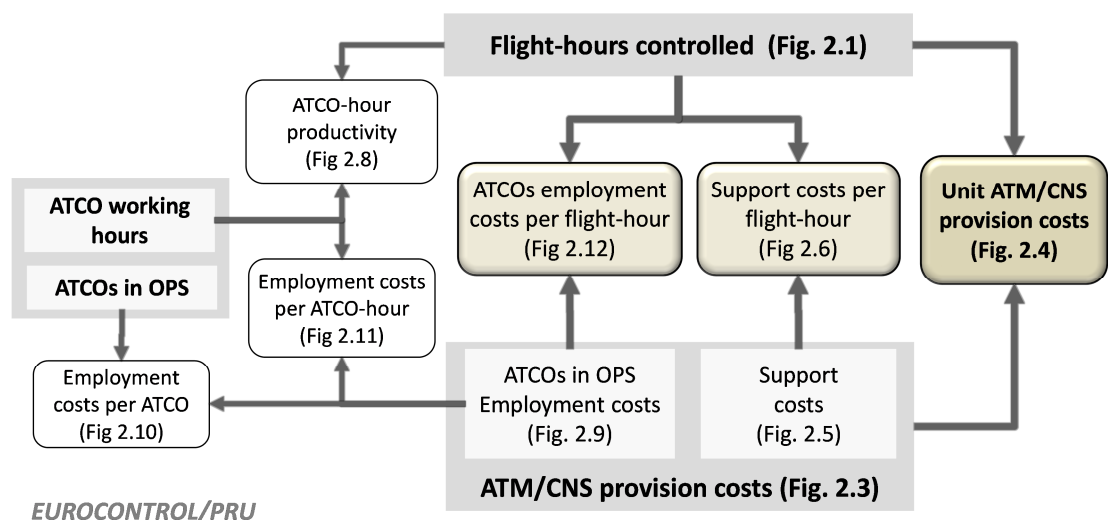 Flight-hours controlled (Fig. 2.1)
ATCO-hour
productivity
(Fig 2.8)
ATCOs employment
costs per flight-hour
(Fig 2.12)
Support costs per
flight-hour
(Fig 2.6)
Unit ATM/CNS
provision costs
(Fig. 2.4)
ATCO working
hours
ATCOs in OPS
Employment costs
per ATCO-hour
(Fig 2.11)
Employment
costs per ATCO
(Fig 2.10)
ATCOs in OPS
Employment costs
(Fig. 2.9)
Support
costs
(Fig. 2.5)
ATM/CNS provision costs (Fig. 2.3)
EUROCONTROL/PRU